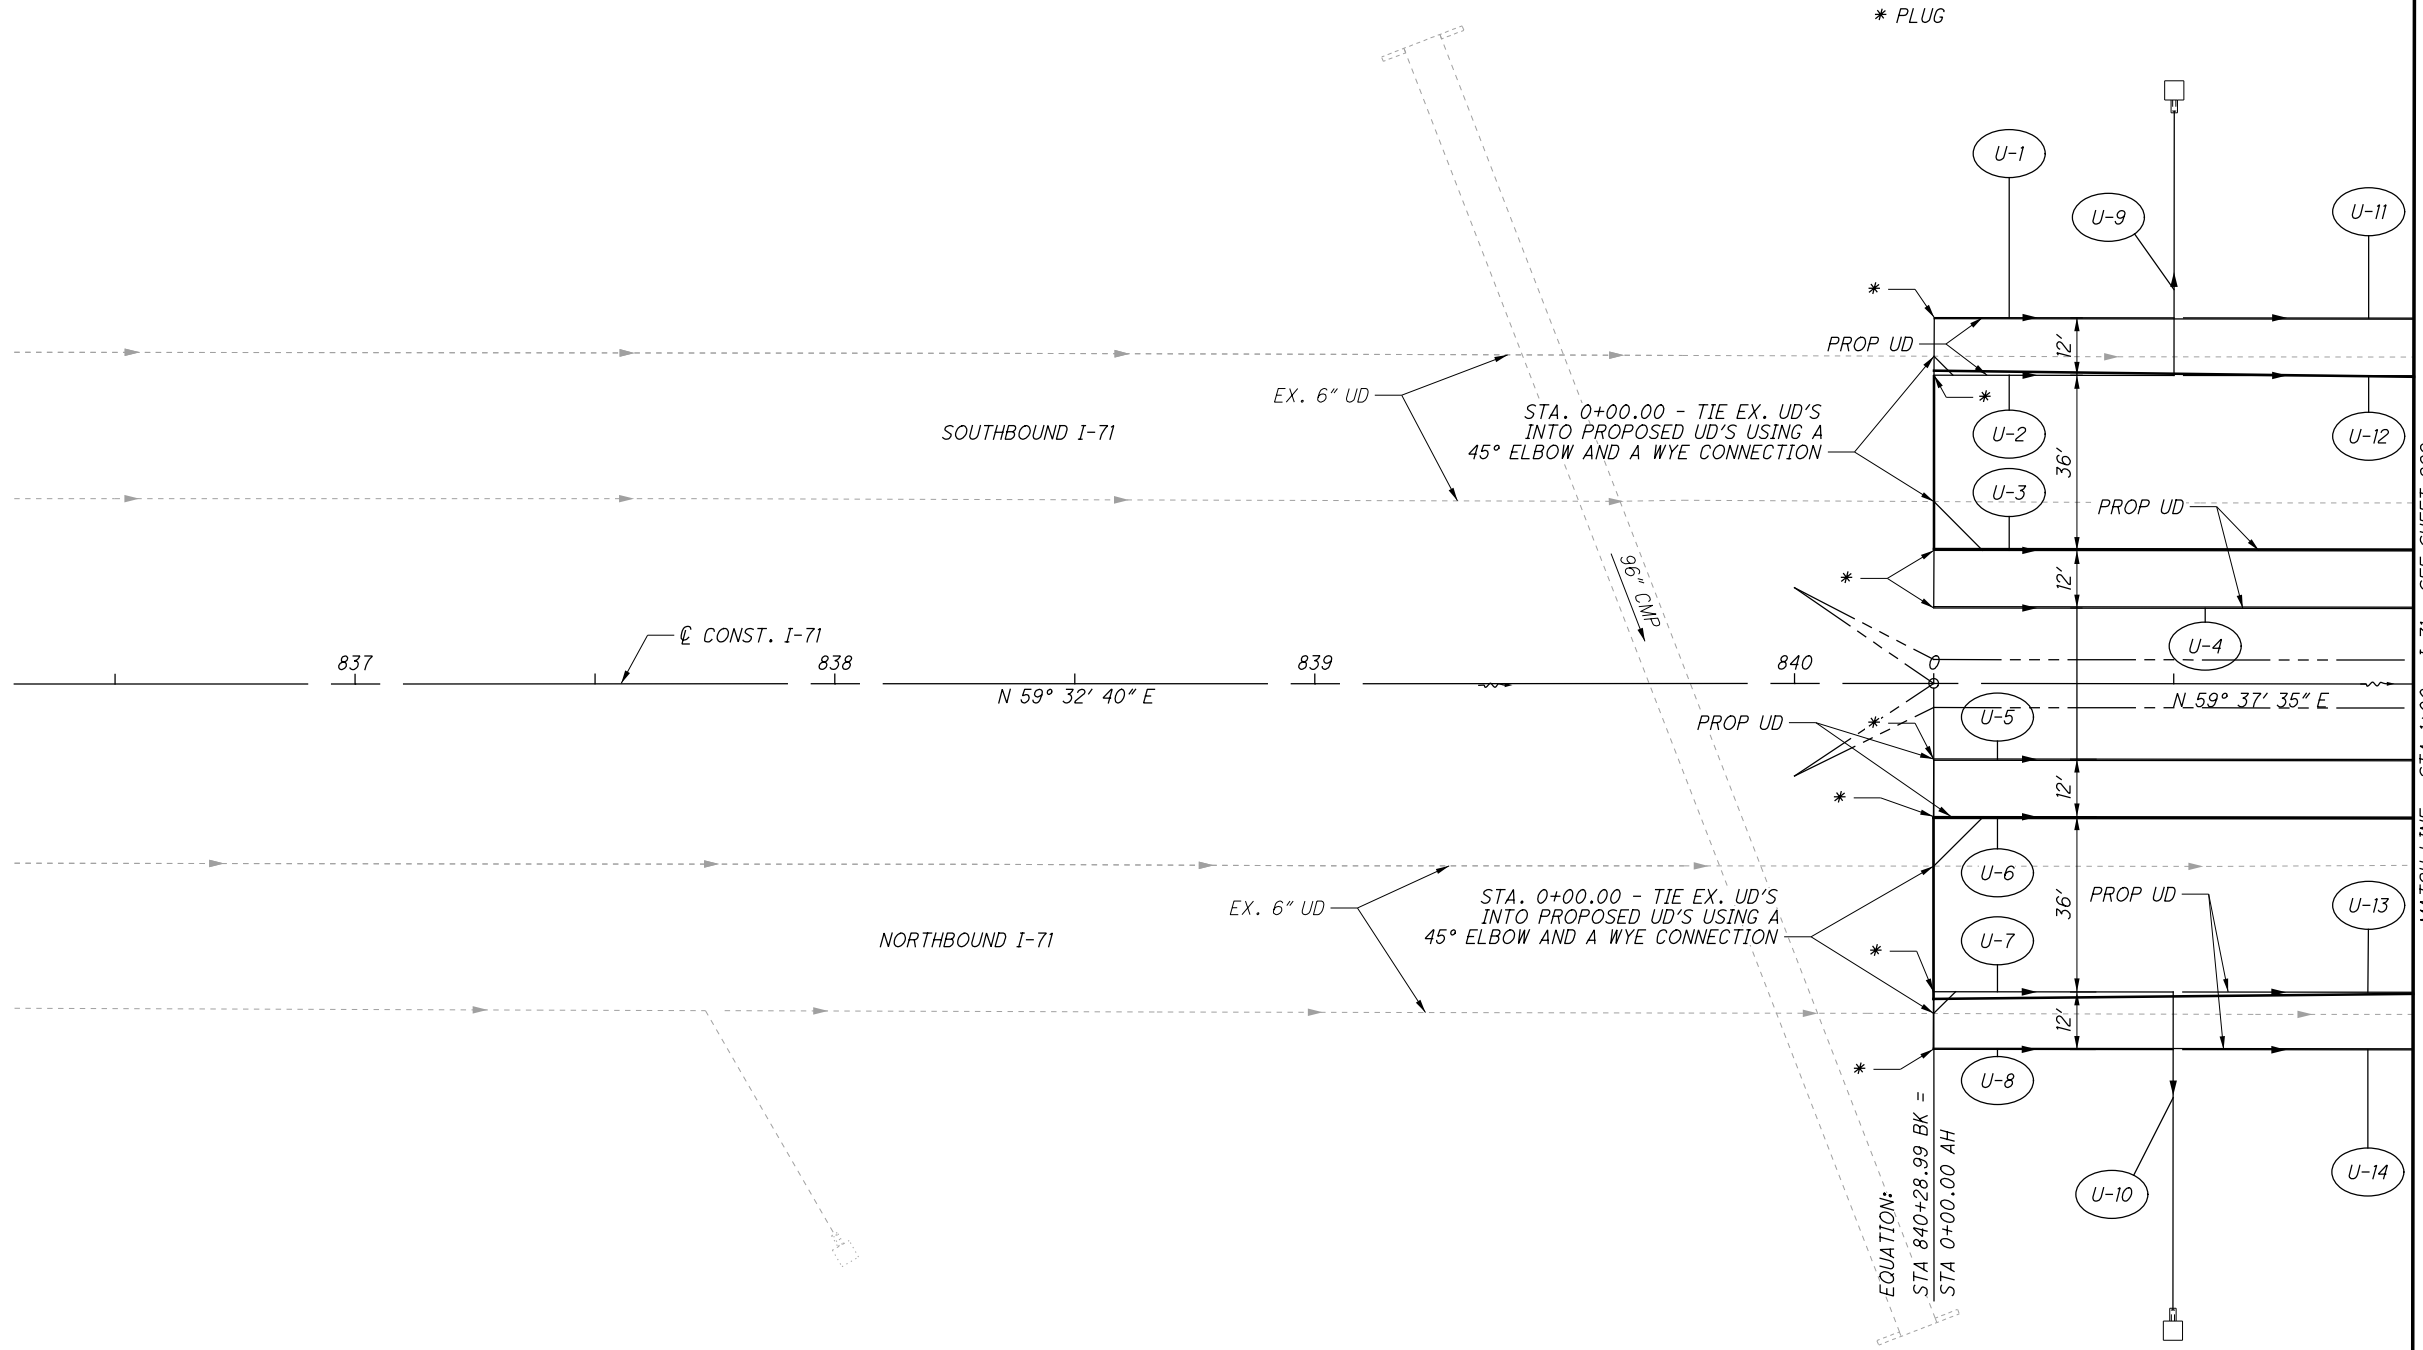 * PLUG
U-1
U-9
U-11
*
PROP UD
12'
EX. 6" UD
*
STA. 0+00.00 - TIE EX. UD'S
INTO PROPOSED UD'S USING A
45° ELBOW AND A WYE CONNECTION
SOUTHBOUND I-71
U-2
U-12
36'
U-3
PROP UD
96" CMP
*
12'
℄ CONST. I-71
U-4
837
838
839
840
0
N 59° 32' 40" E
N 59° 37' 35" E
PROP UD
*
U-5
12'
*
EX. 6" UD
STA. 0+00.00 - TIE EX. UD'S
INTO PROPOSED UD'S USING A
45° ELBOW AND A WYE CONNECTION
U-6
36'
PROP UD
U-13
NORTHBOUND I-71
*
U-7
12'
*
U-8
EQUATION:
STA 840+28.99 BK =
STA 0+00.00 AH
U-10
U-14